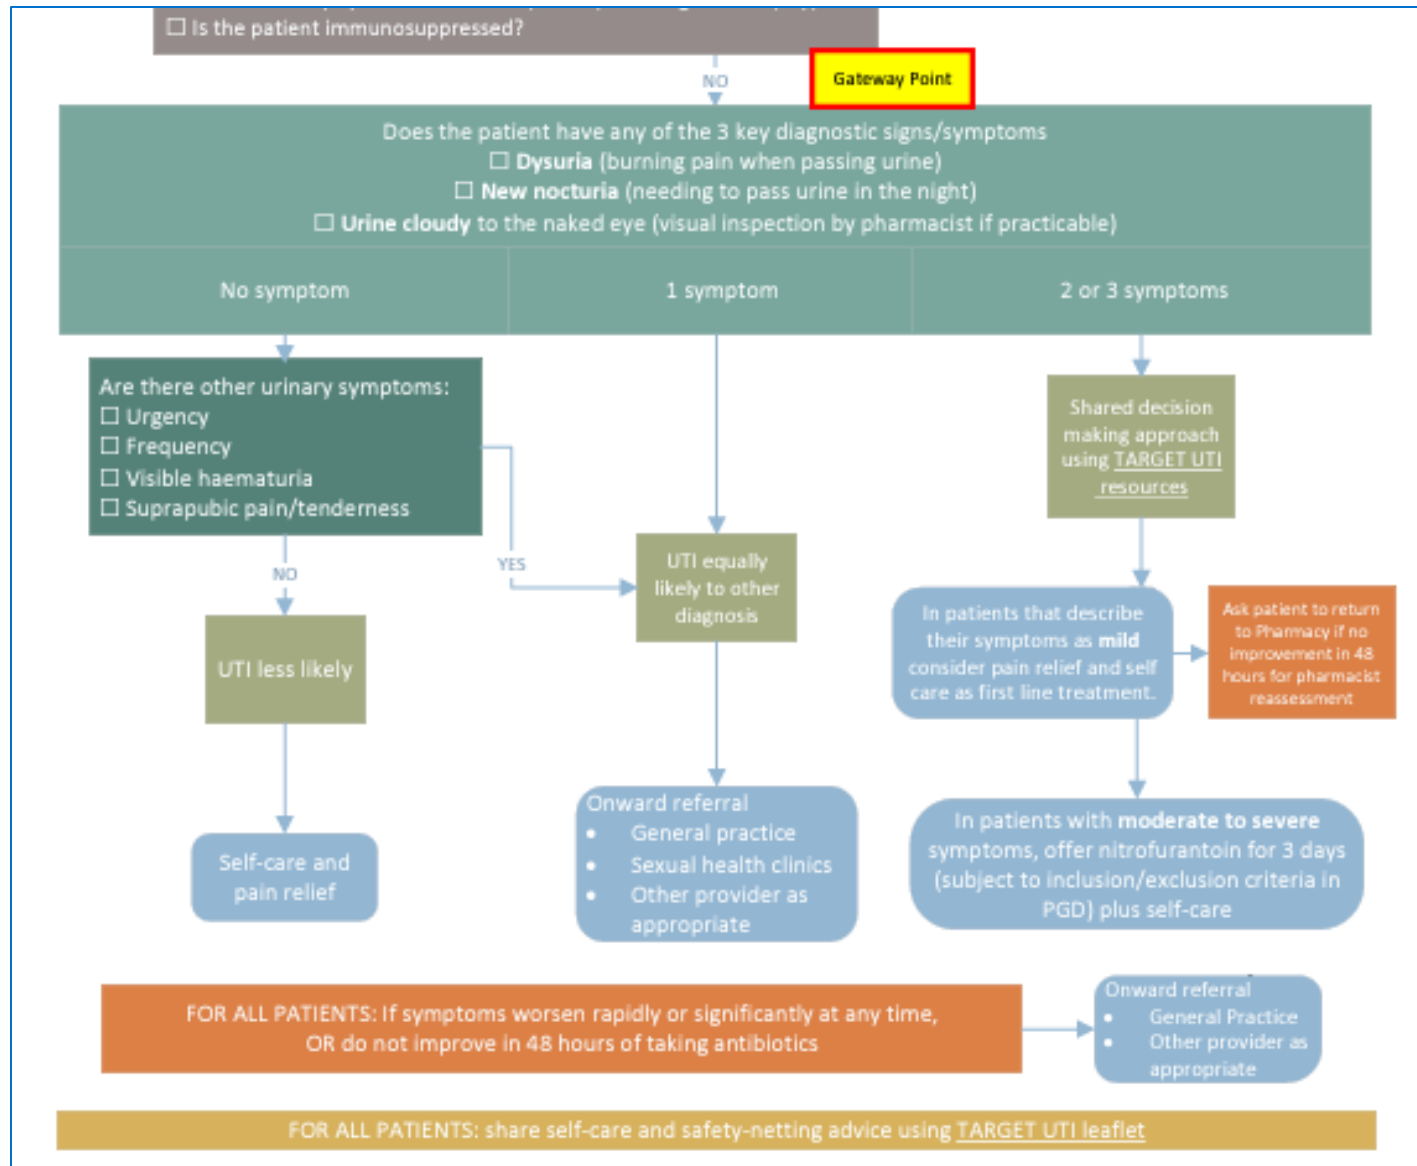 ☐ Is the patient immunosuppressed?
NO
Gateway Point
Does the patient have any of the 3 key diagnostic signs/symptoms
☐ Dysuria (burning pain when passing urine)
☐ New nocturia (needing to pass urine in the night)
☐ Urine cloudy to the naked eye (visual inspection by pharmacist if practicable)
No symptom
1 symptom
2 or 3 symptoms
Are there other urinary symptoms:
☐ Urgency
☐ Frequency
☐ Visible haematuria
☐ Suprapubic pain/tenderness
NO
YES
UTI less likely
Self-care and
pain relief
UTI equally
likely to other
diagnosis
Onward referral
• General practice
• Sexual health clinics
• Other provider as
appropriate
Shared decision
making approach
using TARGET UTI
resources
In patients that describe
their symptoms as mild
consider pain relief and self
care as first line treatment.
Ask patient to return
to Pharmacy if no
improvement in 48
hours for pharmacist
reassessment
In patients with moderate to severe
symptoms, offer nitrofurantoin for 3 days
(subject to inclusion/exclusion criteria in
PGD) plus self-care
FOR ALL PATIENTS: If symptoms worsen rapidly or significantly at any time,
OR do not improve in 48 hours of taking antibiotics
Onward referral
• General Practice
• Other provider as
appropriate
FOR ALL PATIENTS: share self-care and safety-netting advice using TARGET UTI leaflet